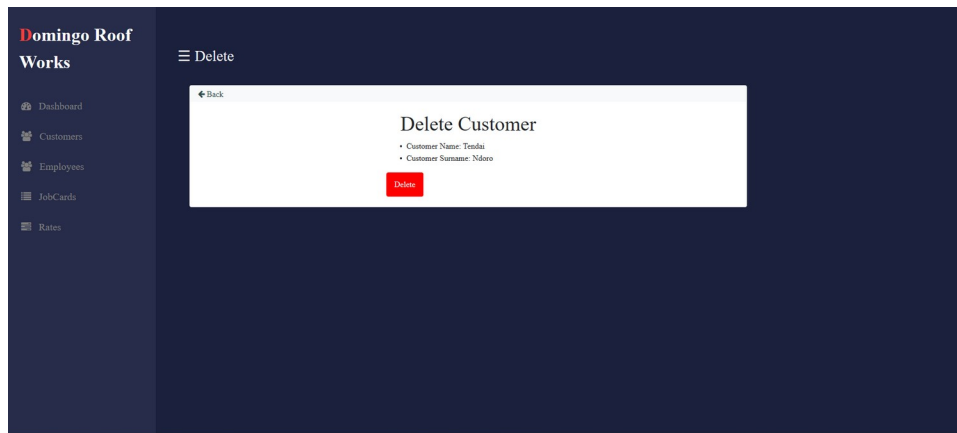 Domingo Roof
Works
Dashboard
Customers
Employees
JobCards
Rates
Delete
Back
Delete Customer
• Customer Name: Tendai
• Customer Surname: Ndoro
Delete